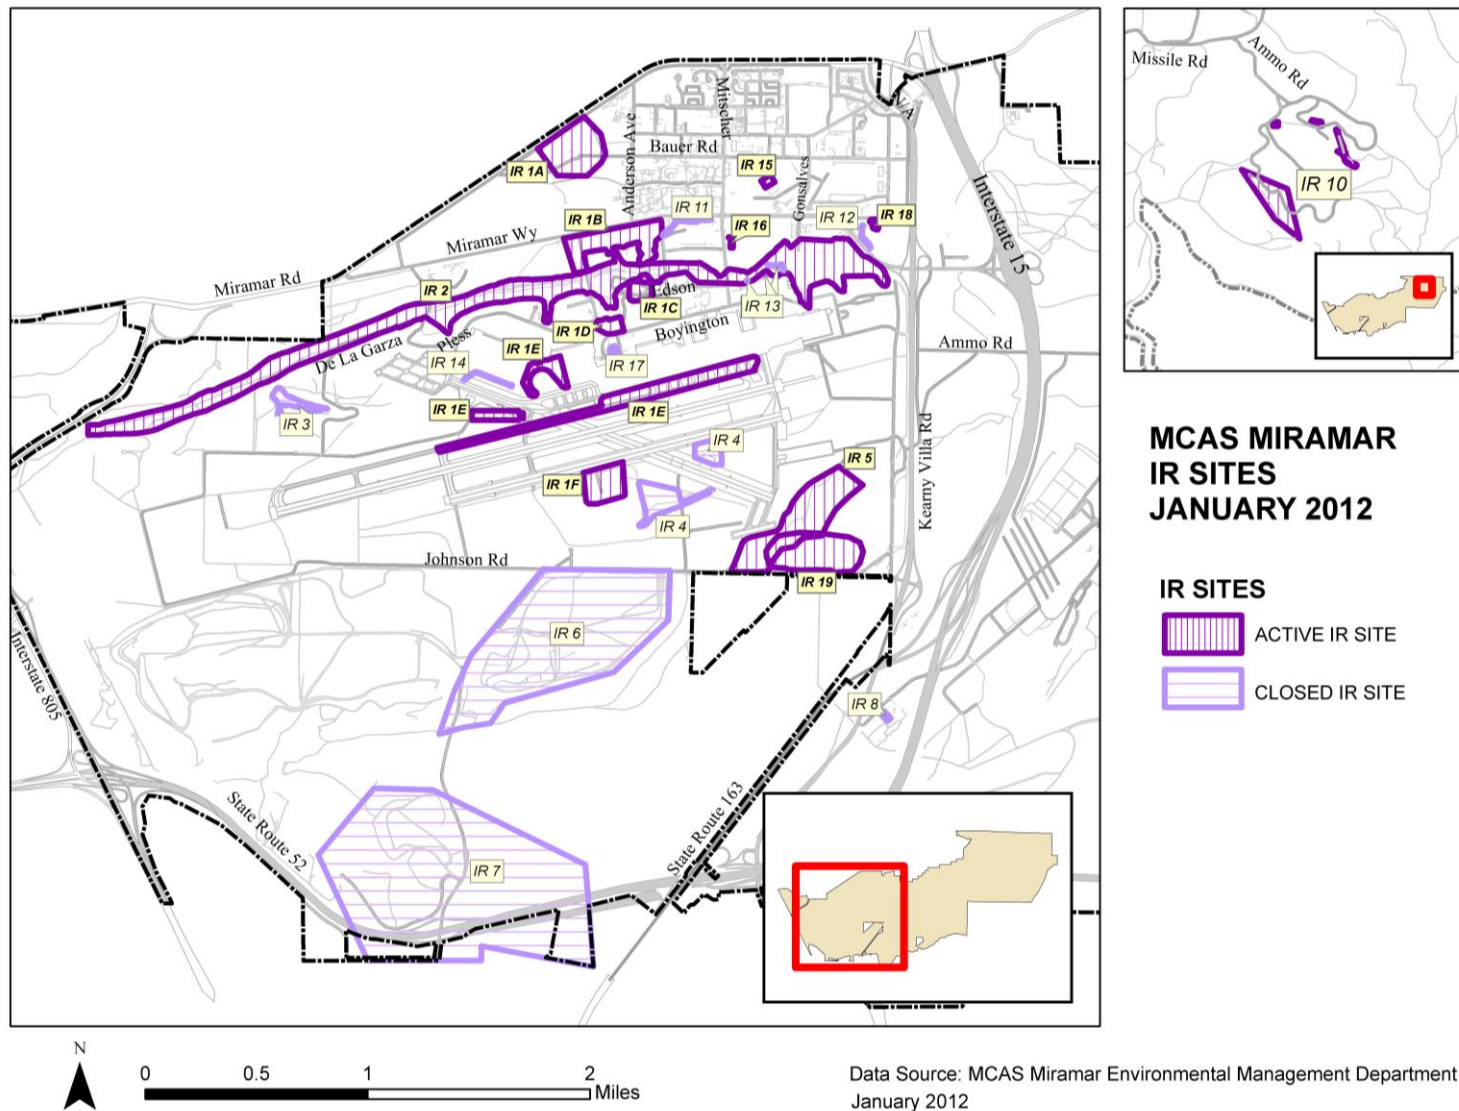 Missile Rd
Ammo Rd
IR 10
Mitscher
N/A
Anderson Ave
Bauer Rd
IR 1A
IR 15
Gonsalves
Interstate 15
IR 1B
IR 11
IR 16
IR 12
IR 18
Miramar Wy
Miramar Rd
IR 2
Edson
IR 1C
IR 13
IR 1D
Boyington
De La Garza
Pless
IR 1E
IR 17
Ammo Rd
IR 14
IR 3
IR 1E
IR 1E
IR 4
Kearny Villa Rd
IR 5
IR 1F
IR 4
Johnson Rd
IR 19
IR 6
Interstate 805
IR 8
State Route 52
State Route 163
IR 7
MCAS MIRAMAR
IR SITES
JANUARY 2012
IR SITES
ACTIVE IR SITE
CLOSED IR SITE
N
0 0.5 1 2
Miles
Data Source: MCAS Miramar Environmental Management Department
January 2012